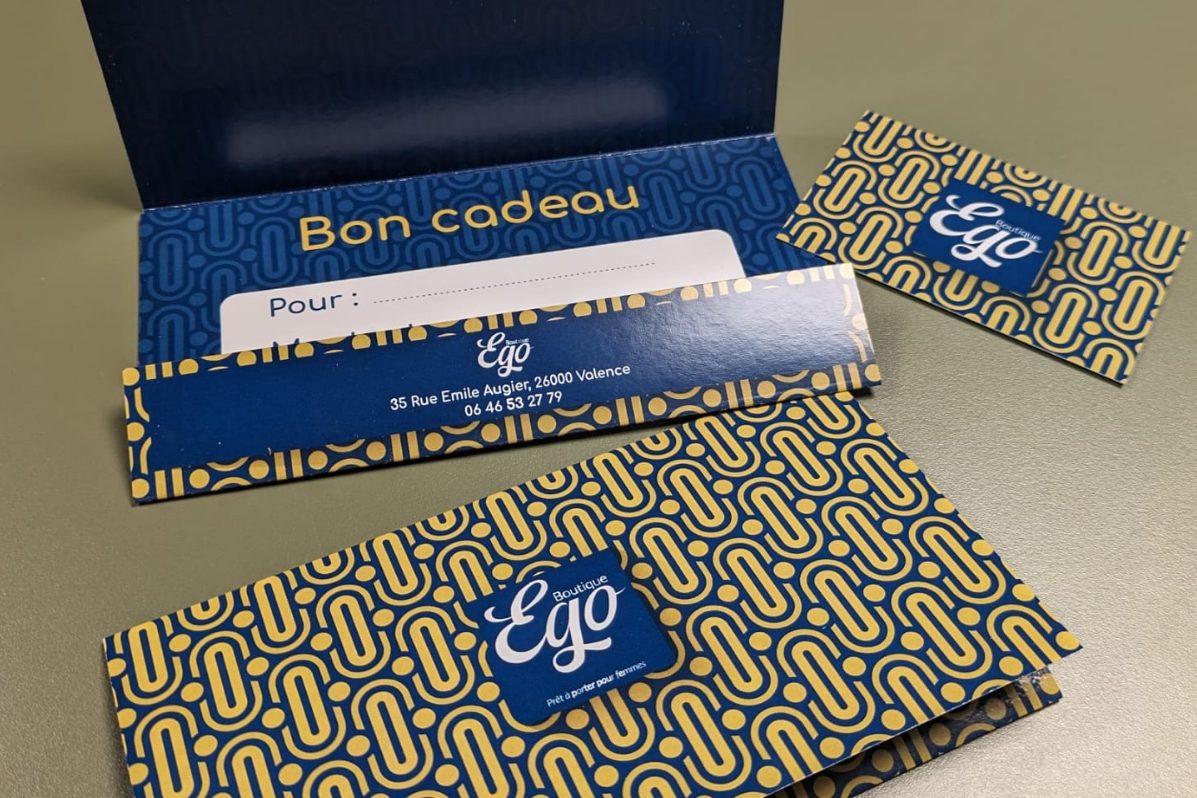 Bon cadeau
Pour :
Boutique
Ego
35 Rue Emile Augier, 26000 Valence
06 46 53 27 79
Boutique
Ego
Boutique
Égo
Prêt à porter pour femmes